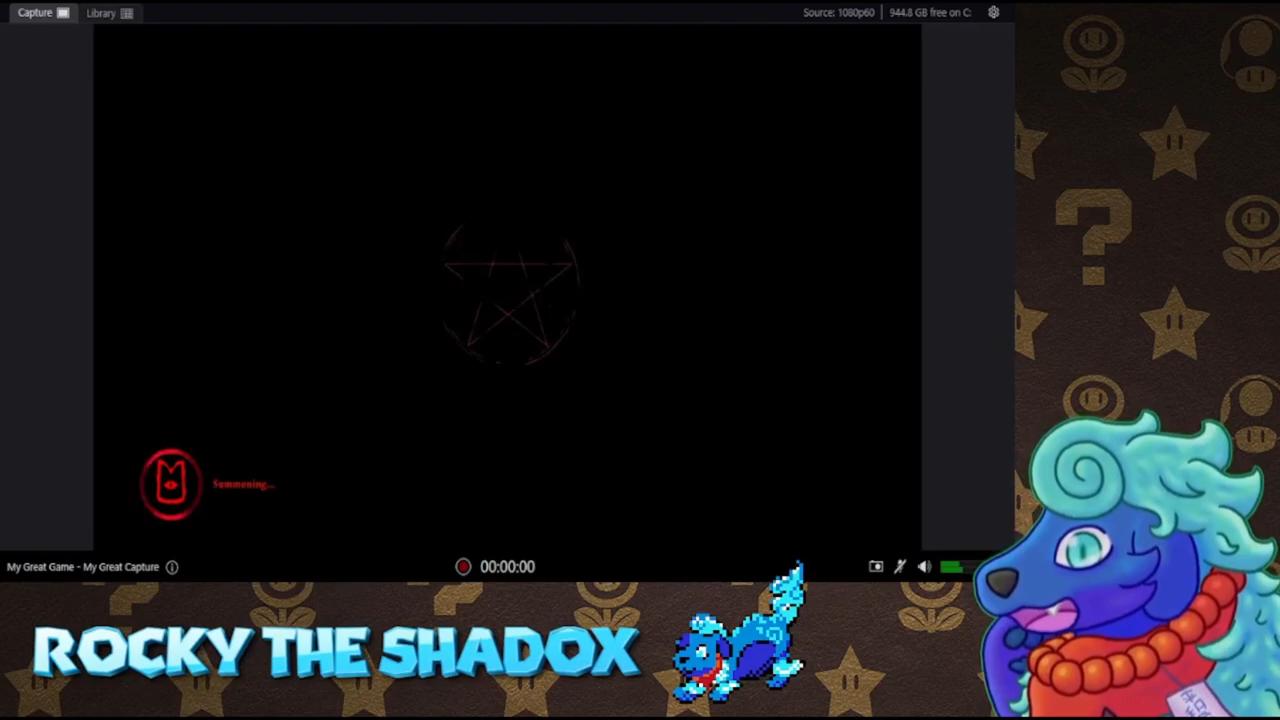 Capture
Library
Source: 1080p60
944.8 GB free on C:
Summoning...
My Great Game - My Great Capture
00:00:00
ROCKY THE SHADOX